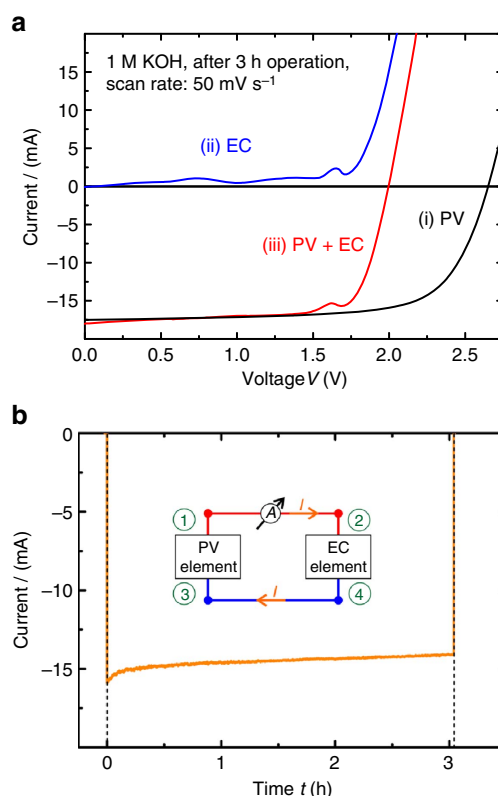 a
1 M KOH, after 3 h operation,
scan rate: 50 mV s⁻¹
(ii) EC
(i) PV
(iii) PV + EC
Current / (mA)
20
15
10
5
0
−5
−10
−15
0.0 0.5 1.0 1.5 2.0 2.5
Voltage V (V)
b
Current / (mA)
0
−5
−10
−15
1 A I 2
PV element
EC element
3 I 4
0 1 2 3
Time t (h)